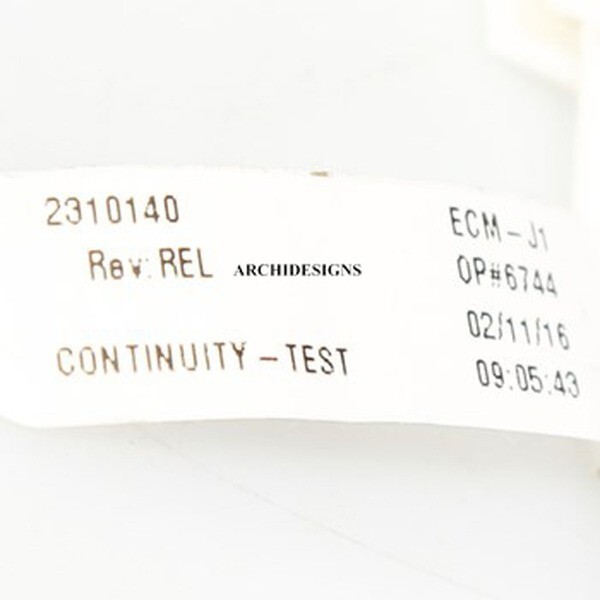 2310140
Rev: REL
ARCHIDESIGNS
CONTINUITY - TEST
ECM - J1
OP#6744
02/11/16
09:05:43